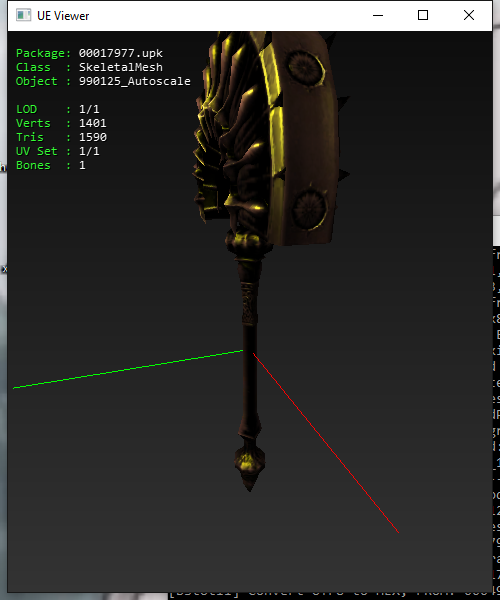 UE Viewer
Package: 00017977.upk
Class : SkeletalMesh
Object : 990125_Autoscale
LOD : 1/1
Verts : 1401
Tris : 1590
UV Set : 1/1
Bones : 1